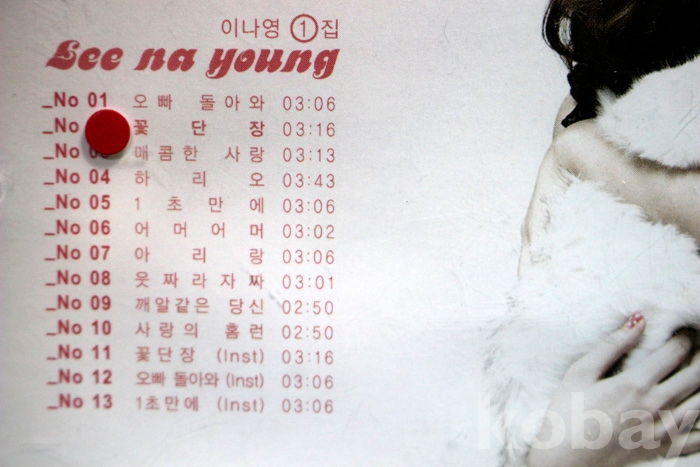 이나영 ①집
Lee na young
_No 01 오빠 돌아와 03:06
_No 꽃단장 03:16
_No 03 매콤한 사랑 03:13
_No 04 하리오 03:43
_No 05 1초만에 03:06
_No 06 어머어머 03:02
_No 07 아리랑 03:06
_No 08 웃짜라자짜 03:01
_No 09 깨알같은 당신 02:50
_No 10 사랑의 홈런 02:50
_No 11 꽃단장 (Inst) 03:16
_No 12 오빠 돌아와 (Inst) 03:06
_No 13 1초만에 (Inst) 03:06
kobay